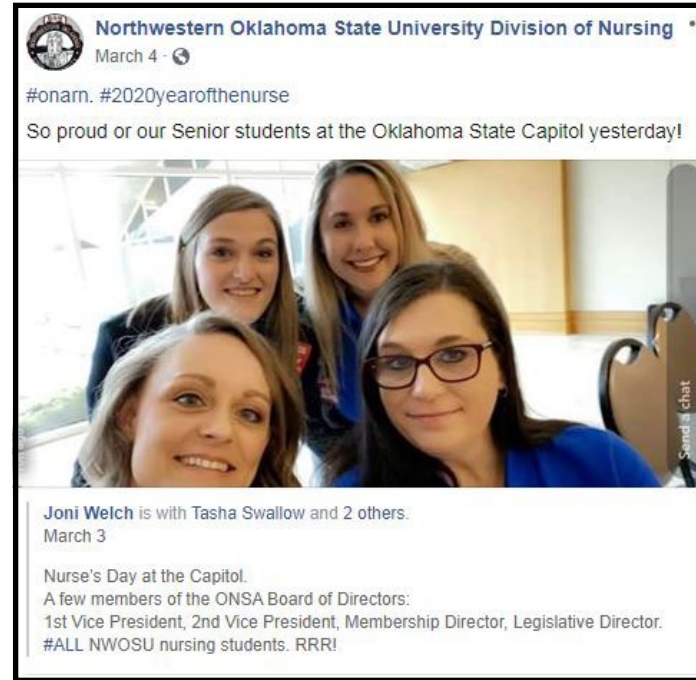 Northwestern Oklahoma State University Division of Nursing
March 4 ·
#onarn. #2020yearofthenurse
So proud or our Senior students at the Oklahoma State Capitol yesterday!
Send a chat
Joni Welch is with Tasha Swallow and 2 others.
March 3
Nurse's Day at the Capitol.
A few members of the ONSA Board of Directors:
1st Vice President, 2nd Vice President, Membership Director, Legislative Director.
#ALL NWOSU nursing students. RRR!